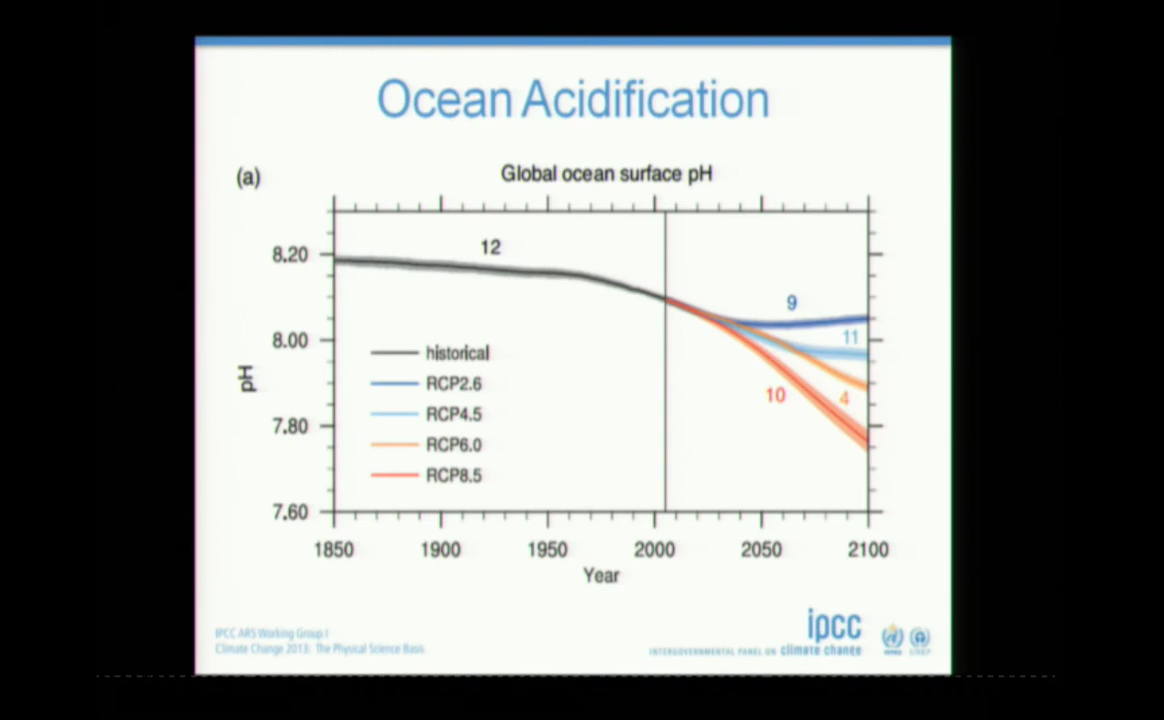 Ocean Acidification
(a)
Global ocean surface pH
12
9
11
10
4
8.20
8.00
7.80
7.60
pH
historical
RCP2.6
RCP4.5
RCP6.0
RCP8.5
1850 1900 1950 2000 2050 2100
Year
IPCC AR5 Working Group I
Climate Change 2013: The Physical Science Basis
ipcc
INTERGOVERNMENTAL PANEL ON climate change
WMO UNEP